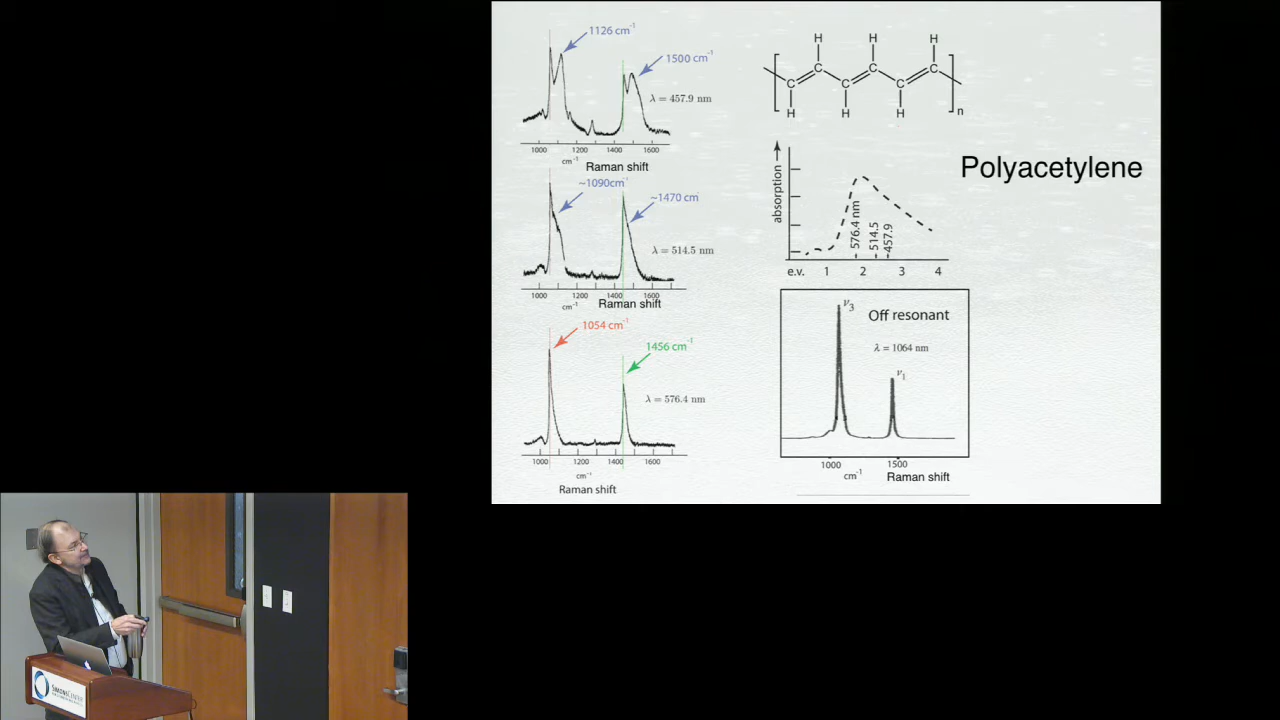 1126 cm⁻¹
1500 cm⁻¹
λ = 457.9 nm
1000 1200 1400 1600
cm⁻¹
Raman shift
~1090cm⁻¹
~1470 cm⁻
λ = 514.5 nm
1000 1200 1400 1600
cm⁻¹
Raman shift
1054 cm⁻¹
1456 cm⁻¹
λ = 576.4 nm
1000 1200 1400 1600
cm⁻¹
Raman shift
H H H
C C C
C C C
H H H
n
Polyacetylene
absorption
576.4 nm
514.5
457.9
e.v. 1 2 3 4
ν₃
Off resonant
λ = 1064 nm
ν₁
1000 1500
cm⁻¹
Raman shift
SIMONS CENTER